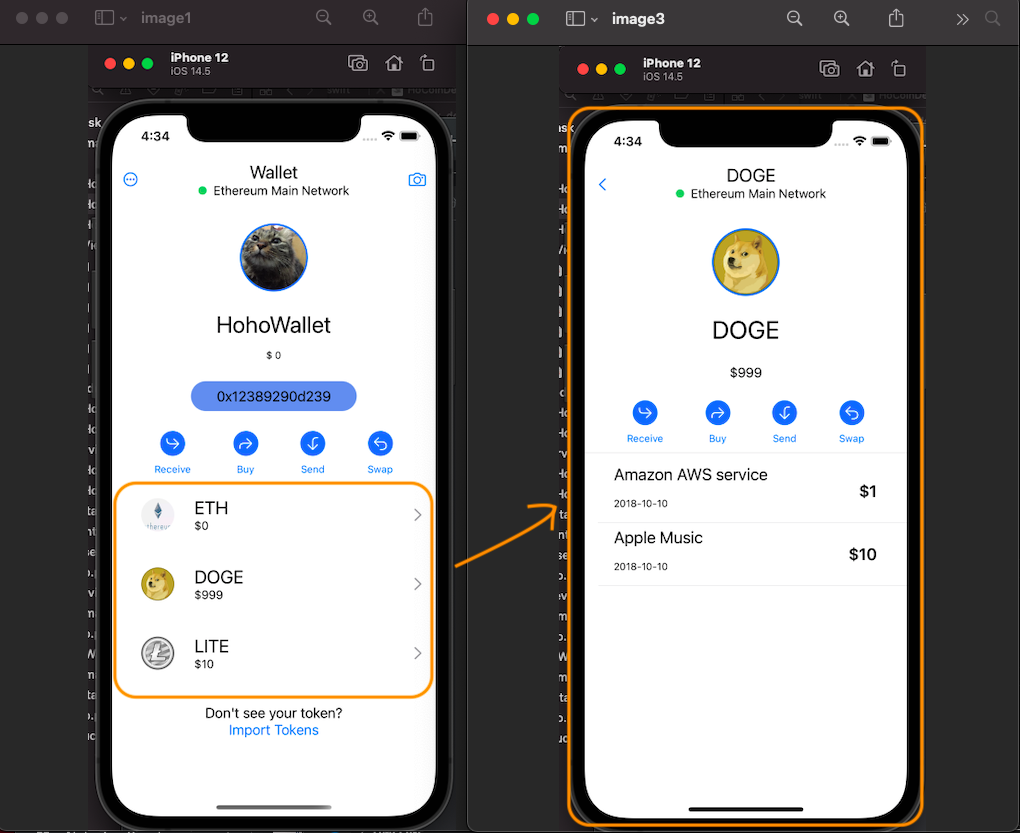 image1
iPhone 12
iOS 14.5
4:34
Wallet
Ethereum Main Network
HohoWallet
$ 0
0x12389290d239
Receive
Buy
Send
Swap
ETH
$0
DOGE
$999
LITE
$10
Don't see your token?
Import Tokens
image3
iPhone 12
iOS 14.5
4:34
DOGE
Ethereum Main Network
DOGE
$999
Receive
Buy
Send
Swap
Amazon AWS service
2018-10-10
$1
Apple Music
2018-10-10
$10